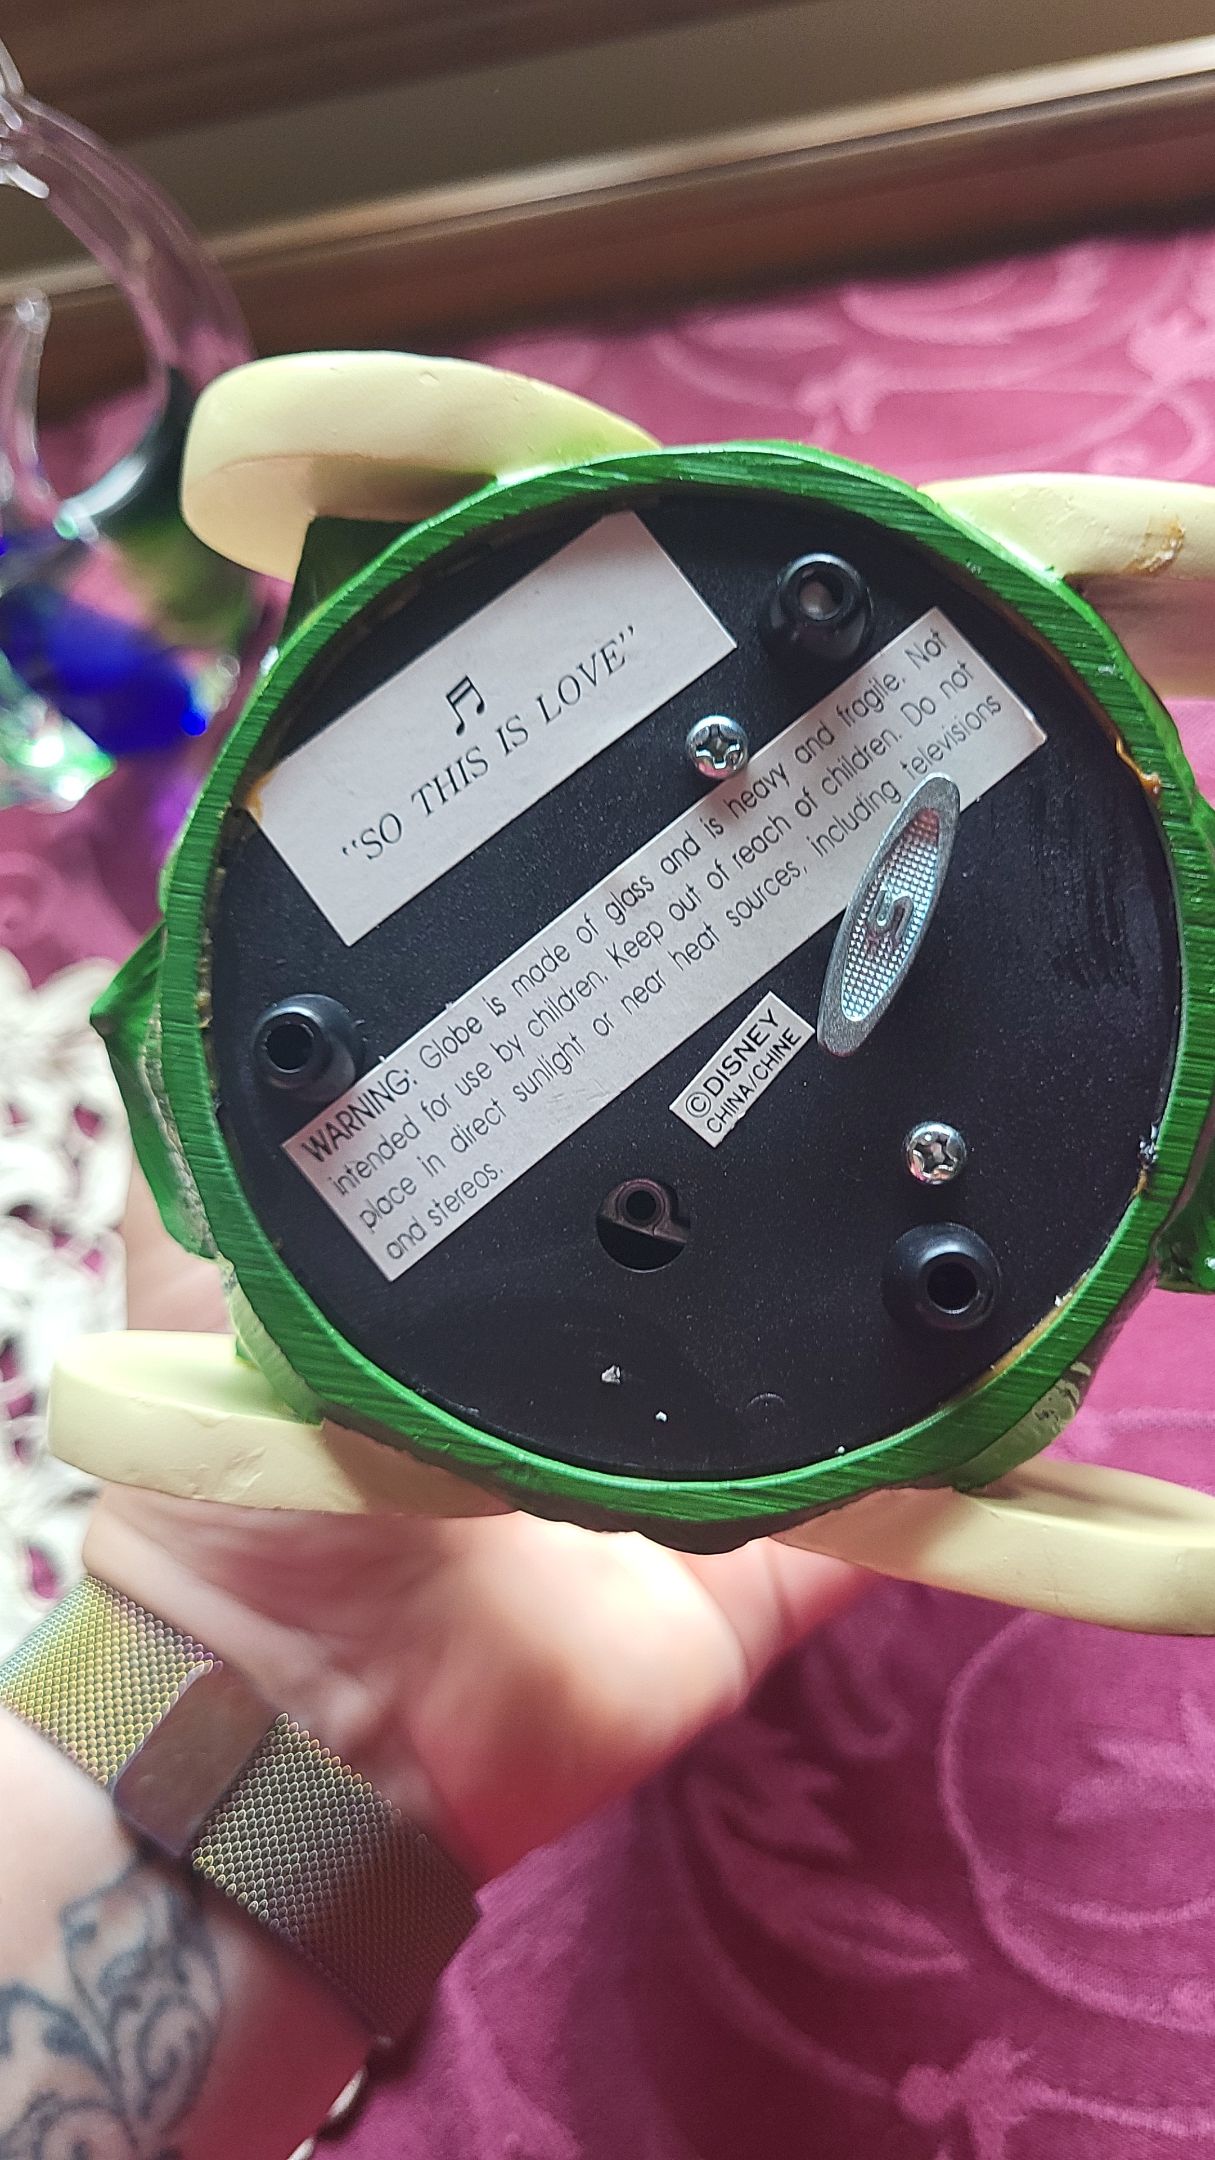 "SO THIS IS LOVE"
WARNING: Globe is made of glass and is heavy and fragile. Not
intended for use by children. Keep out of reach of children. Do not
place in direct sunlight or near heat sources, including televisions
and stereos.
©DISNEY
CHINA/CHINE
S